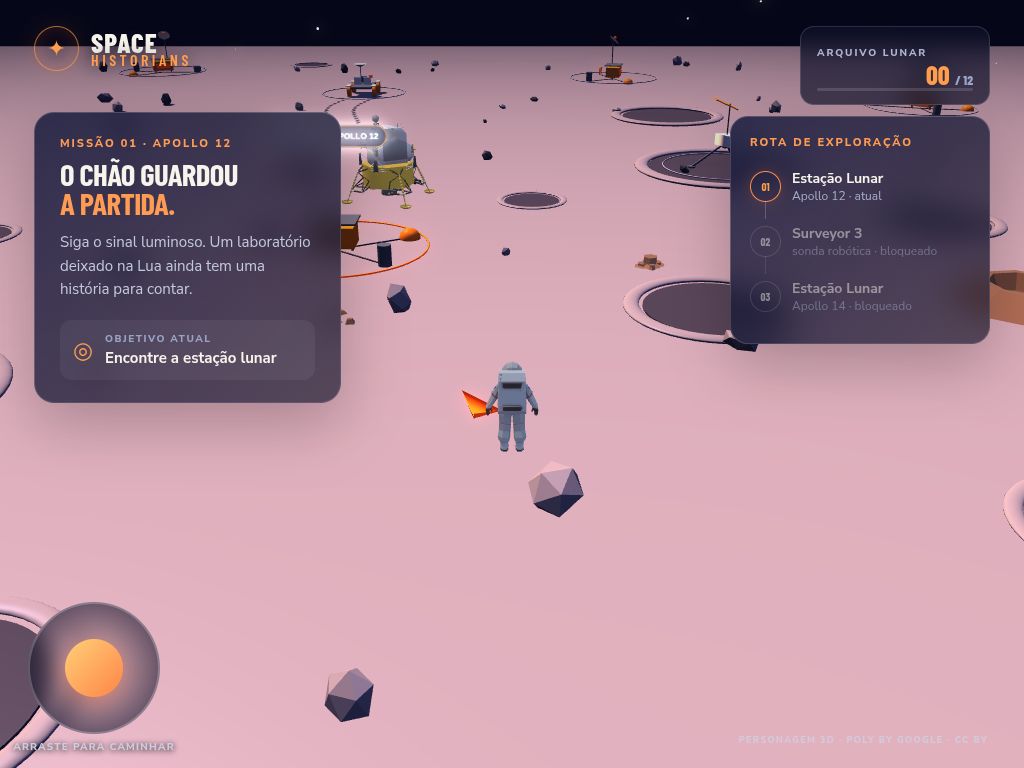 SPACE
HISTORIANS
ARQUIVO LUNAR
00 / 12
MISSÃO 01 · APOLLO 12
O CHÃO GUARDOU
A PARTIDA.
Siga o sinal luminoso. Um laboratório
deixado na Lua ainda tem uma
história para contar.
OBJETIVO ATUAL
Encontre a estação lunar
POLLO 12
ROTA DE EXPLORAÇÃO
01
Estação Lunar
Apollo 12 · atual
02
Surveyor 3
sonda robótica · bloqueado
03
Estação Lunar
Apollo 14 · bloqueado
ARRASTE PARA CAMINHAR
PERSONAGEM 3D · POLY BY GOOGLE · CC BY